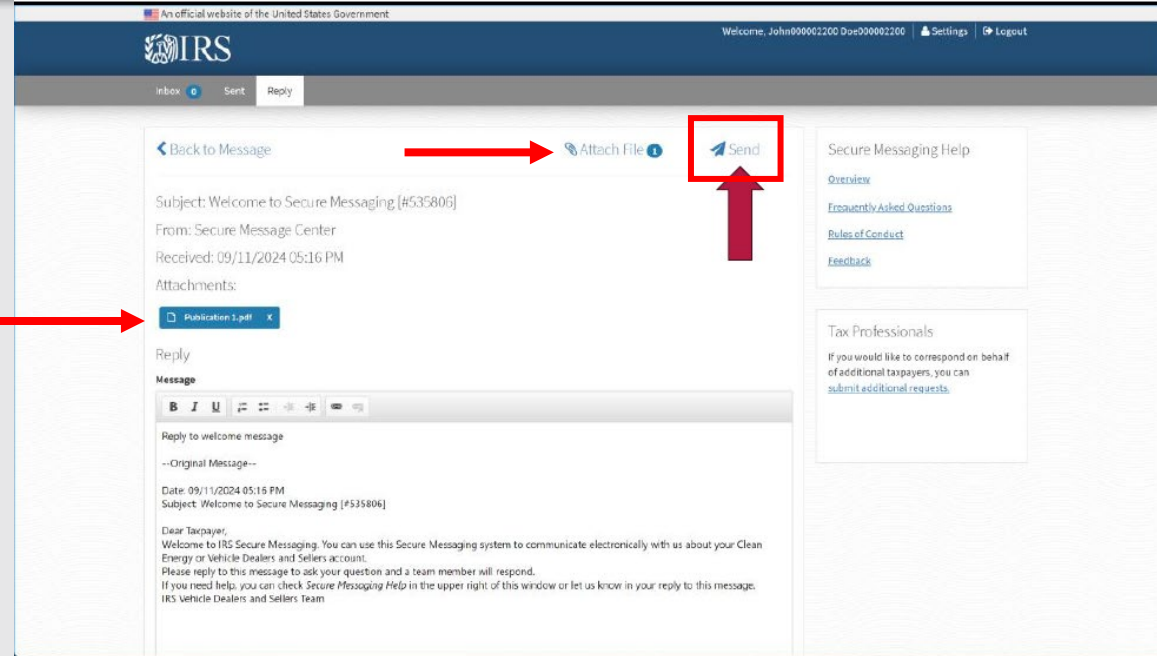 An official website of the United States Government
IRS
Welcome, John000002200 Doe000002200 Settings Logout
Inbox 0 Sent Reply
Back to Message Attach File 1 Send
Subject: Welcome to Secure Messaging [#535806]
From: Secure Message Center
Received: 09/11/2024 05:16 PM
Attachments:
Publication 1.pdf X
Reply
Message
B I U
Reply to welcome message
--Original Message--
Date: 09/11/2024 05:16 PM
Subject: Welcome to Secure Messaging [#535806]
Dear Taxpayer,
Welcome to IRS Secure Messaging. You can use this Secure Messaging system to communicate electronically with us about your Clean
Energy or Vehicle Dealers and Sellers account.
Please reply to this message to ask your question and a team member will respond.
If you need help, you can check Secure Messaging Help in the upper right of this window or let us know in your reply to this message.
IRS Vehicle Dealers and Sellers Team
Secure Messaging Help
Overview
Frequently Asked Questions
Rules of Conduct
Feedback
Tax Professionals
If you would like to correspond on behalf
of additional taxpayers, you can
submit additional requests.